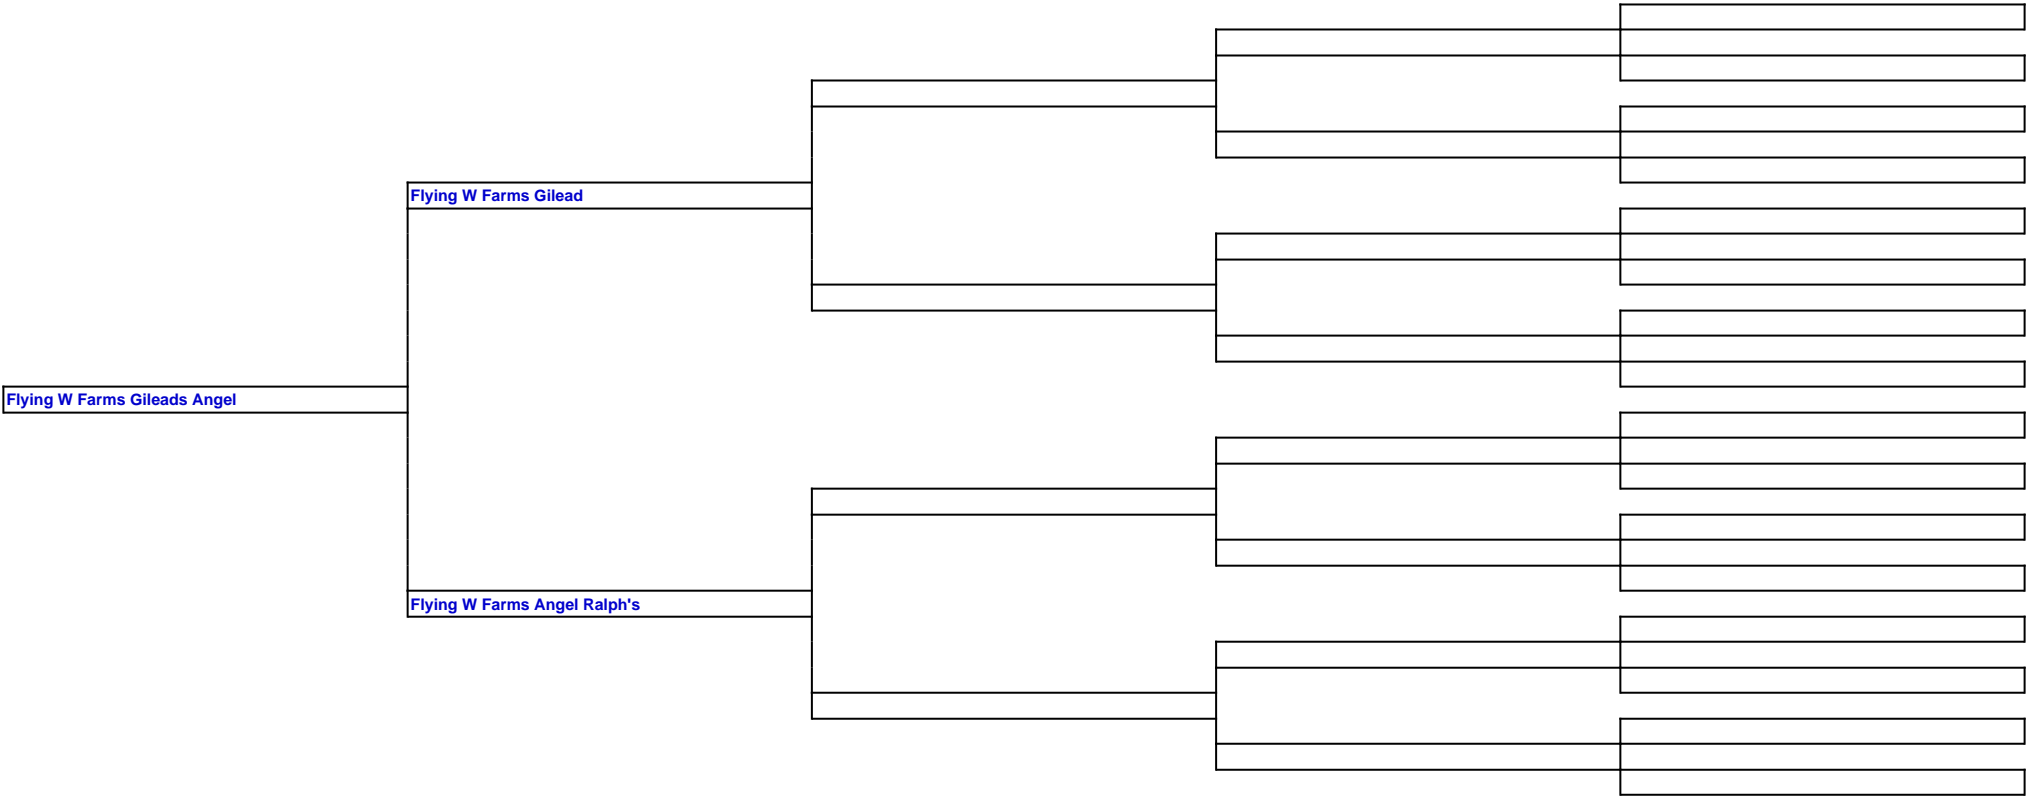 Flying W Farms Gilead
Flying W Farms Gileads Angel
Flying W Farms Angel Ralph's